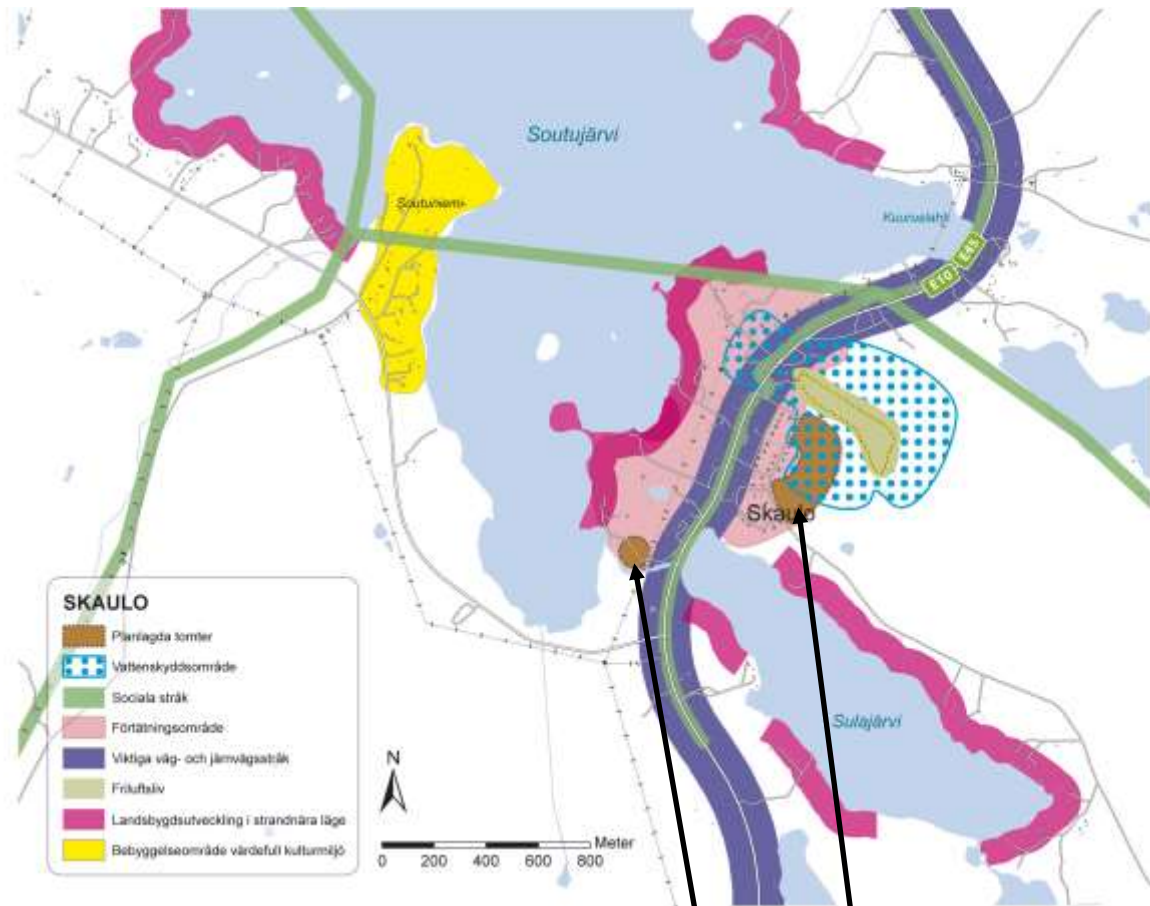 Soutujärvi
Soutuniemi
Kuuruslahti
E45
E10
Skaulo
Sulajärvi
SKAULO
Planlagda tomter
Vattenskyddsområde
Sociala stråk
Förtätningsområde
Viktiga väg- och järnvägsstråk
Friluftsliv
Landsbygdsutveckling i strandnära läge
Bebyggelseområde värdefull kulturmiljö
N
Meter
0 200 400 600 800